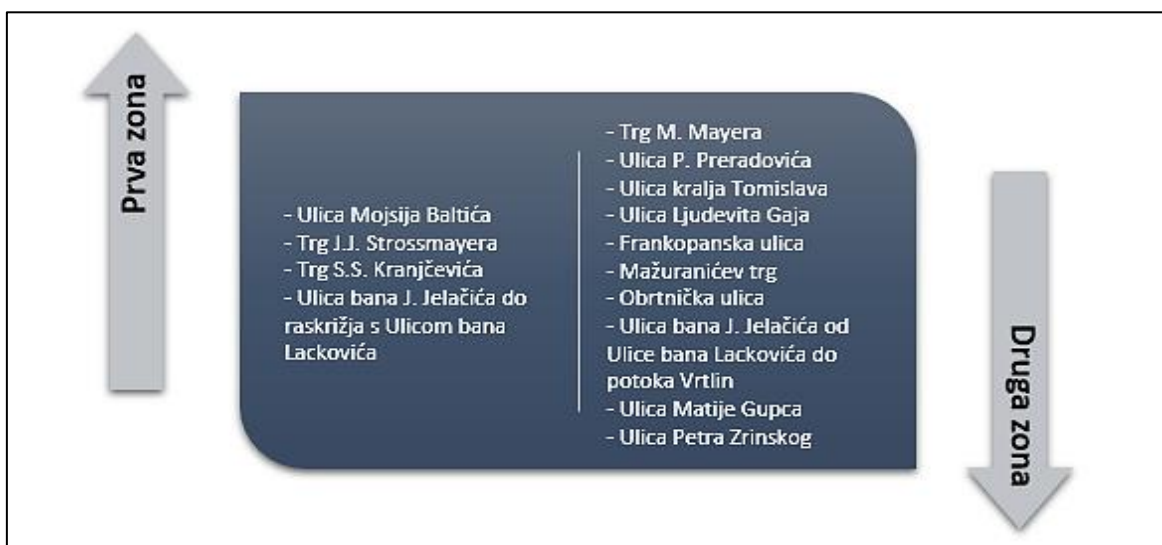 Prva zona
- Ulica Mojsija Baltića
- Trg J.J. Strossmayera
- Trg S.S. Kranjčevića
- Ulica bana J. Jelačića do
raskrižja s Ulicom bana
Lackovića
- Trg M. Mayera
- Ulica P. Preradovića
- Ulica kralja Tomislava
- Ulica Ljudevita Gaja
- Frankopanska ulica
- Mažuranićev trg
- Obrtnička ulica
- Ulica bana J. Jelačića od
Ulice bana Lackovića do
potoka Vrtlin
- Ulica Matije Gupca
- Ulica Petra Zrinskog
Druga zona